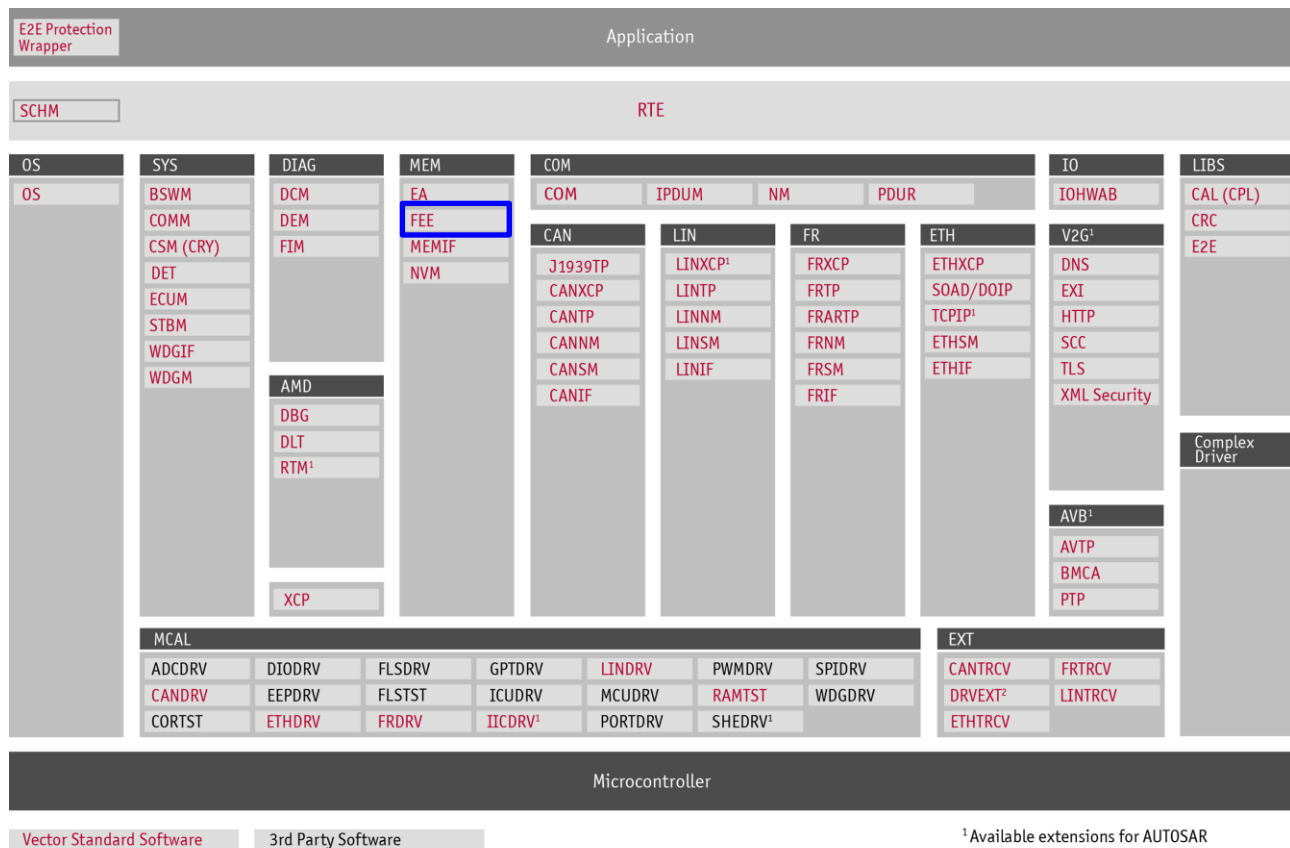 E2E Protection
Wrapper
Application
SCHM
RTE
OS
OS
SYS
BSWM
COMM
CSM (CRY)
DET
ECUM
STBM
WDGIF
WDGM
DIAG
DCM
DEM
FIM
AMD
DBG
DLT
RTM¹
XCP
MEM
EA
FEE
MEMIF
NVM
COM
COM IPDUM NM PDUR
CAN
J1939TP
CANXCP
CANTP
CANNM
CANSM
CANIF
LIN
LINXCP¹
LINTP
LINNM
LINSM
LINIF
FR
FRXCP
FRTP
FRARTP
FRNM
FRSM
FRIF
ETH
ETHXCP
SOAD/DOIP
TCPIP¹
ETHSM
ETHIF
IO
IOHWAB
V2G¹
DNS
EXI
HTTP
SCC
TLS
XML Security
AVB¹
AVTP
BMCA
PTP
LIBS
CAL (CPL)
CRC
E2E
Complex
Driver
MCAL
ADCDRV DIODRV FLSDRV GPTDRV LINDRV PWMDRV SPIDRV
CANDRV EEPDRV FLSTST ICUDRV MCUDRV RAMTST WDGDRV
CORTST ETHDRV FRDRV IICDRV¹ PORTDRV SHEDRV¹
EXT
CANTRCV FRTRCV
DRVEXT² LINTRCV
ETHTRCV
Microcontroller
Vector Standard Software 3rd Party Software
¹ Available extensions for AUTOSAR